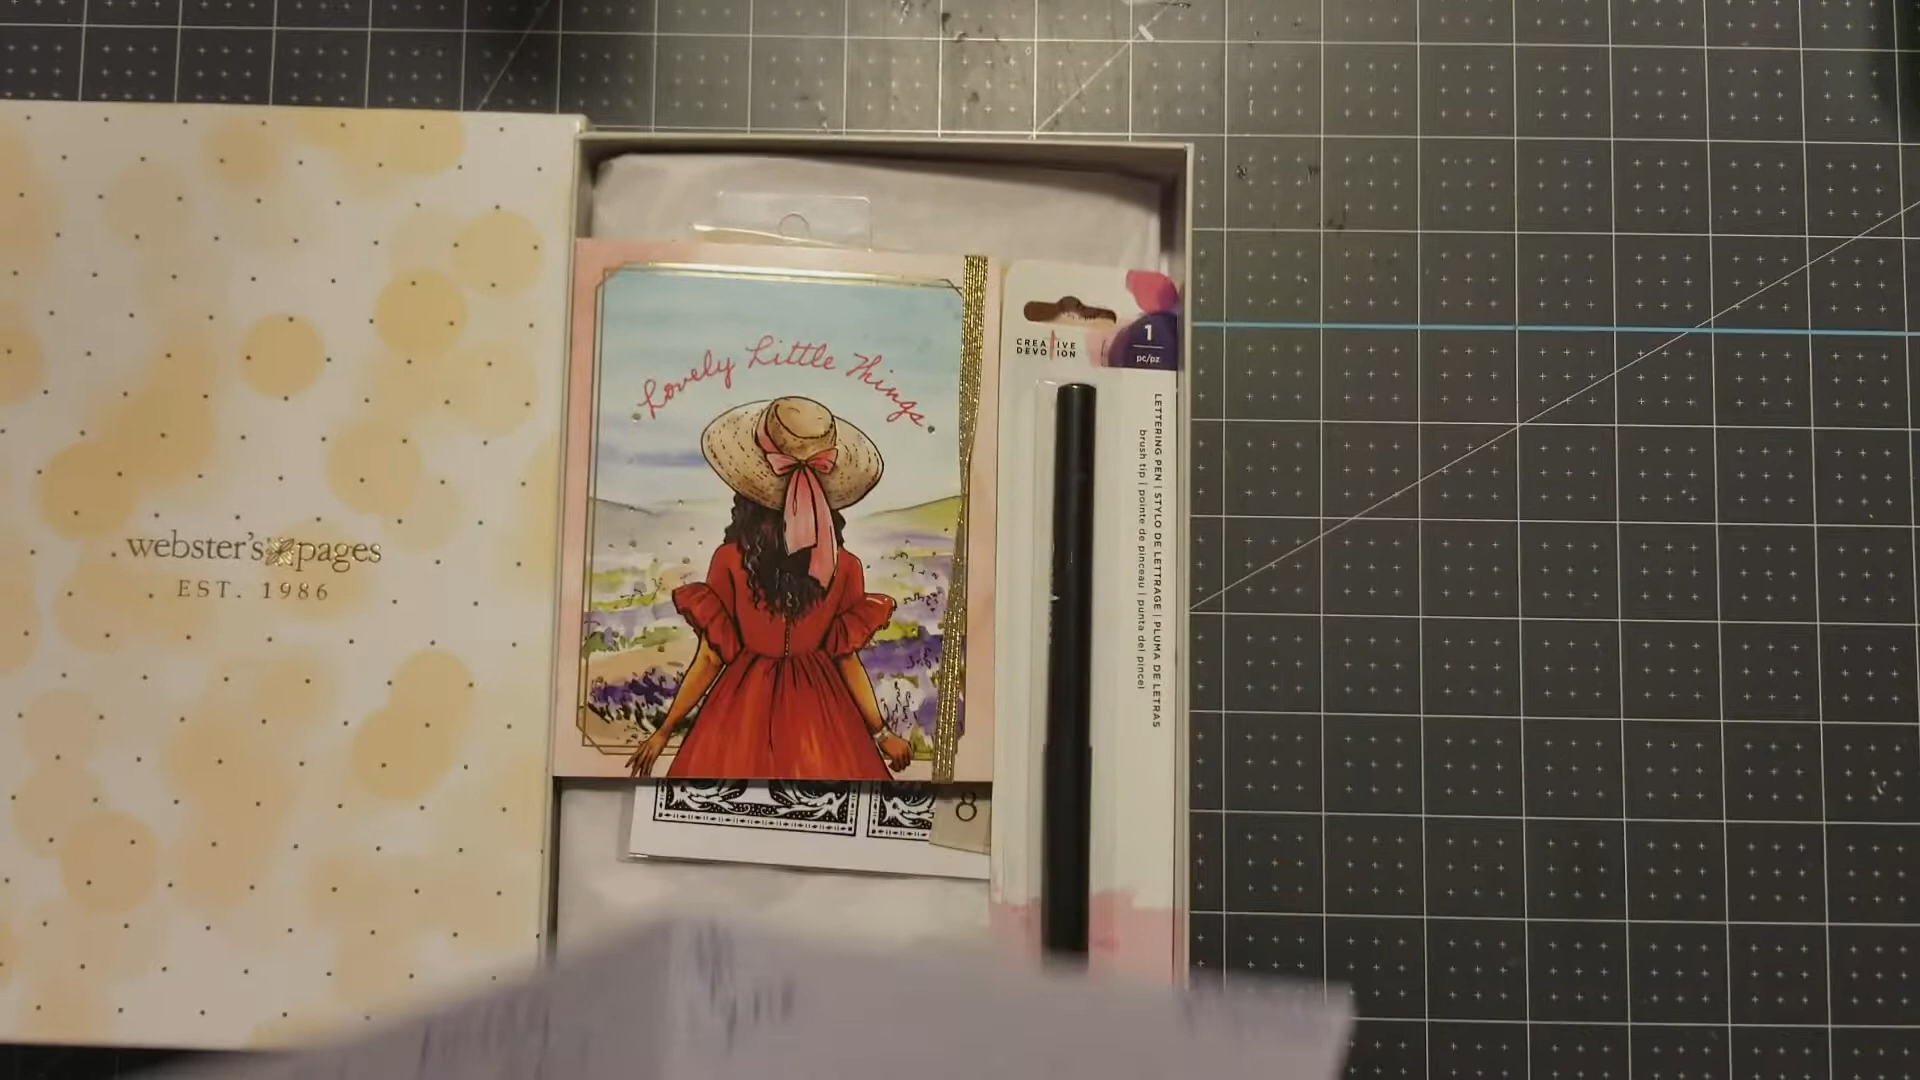 webster's pages
EST. 1986
Lovely Little Things
8
CREATIVE
DEVOTION
1
pc/pz
LETTERING PEN | STYLO DE LETTRAGE | PLUMA DE LETRAS
brush tip | pointe de pinceau | punta del pincel